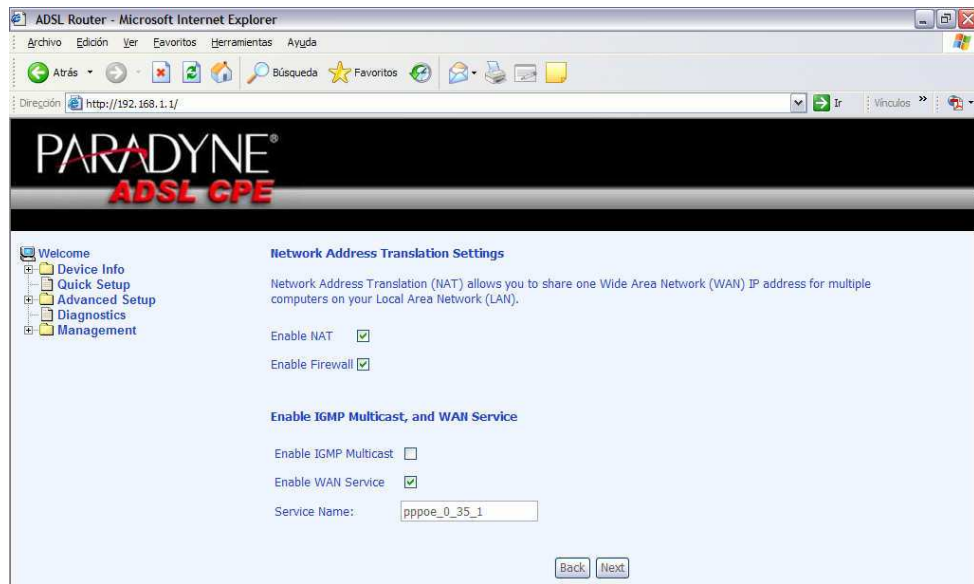 ADSL Router - Microsoft Internet Explorer
Archivo Edición Ver Favoritos Herramientas Ayuda
Atrás Búsqueda Favoritos
Dirección http://192.168.1.1/ Ir Vínculos »
PARADYNE®
ADSL CPE
Welcome
Device Info
Quick Setup
Advanced Setup
Diagnostics
Management
Network Address Translation Settings
Network Address Translation (NAT) allows you to share one Wide Area Network (WAN) IP address for multiple
computers on your Local Area Network (LAN).
Enable NAT
Enable Firewall
Enable IGMP Multicast, and WAN Service
Enable IGMP Multicast
Enable WAN Service
Service Name: pppoe_0_35_1
Back Next